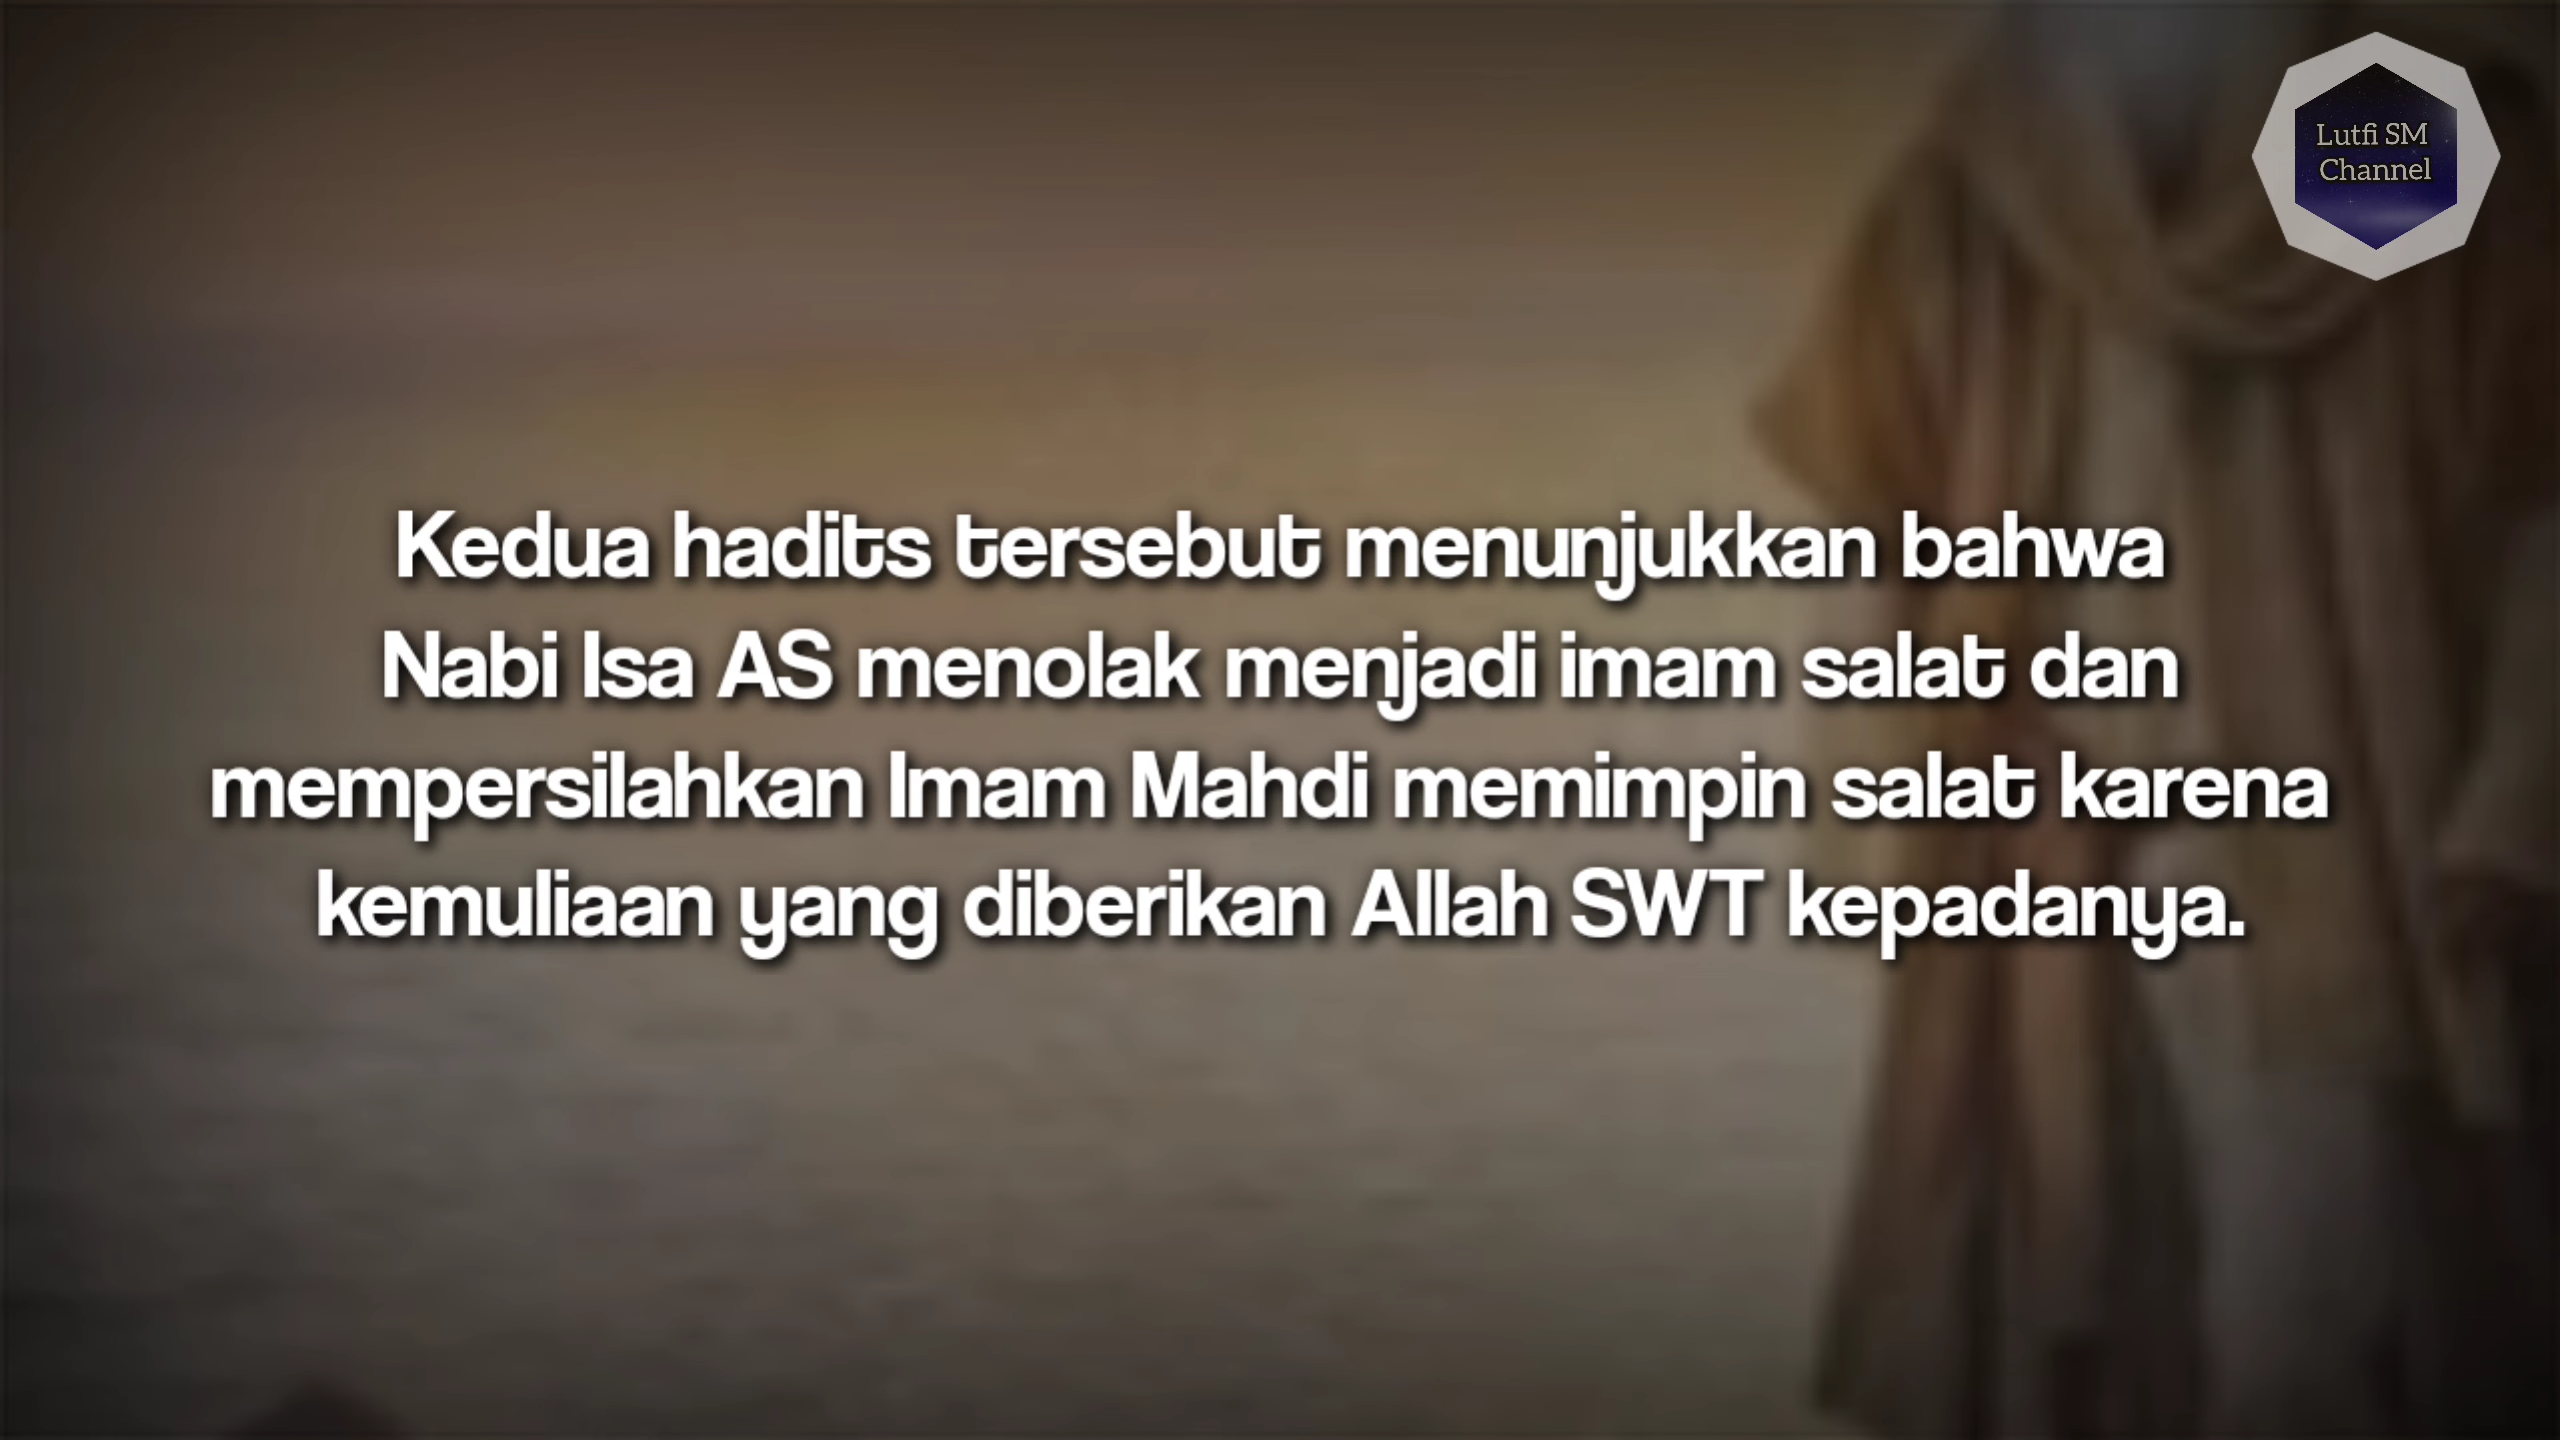 Lutfi SM
Channel
Kedua hadits tersebut menunjukkan bahwa
Nabi Isa AS menolak menjadi imam salat dan
mempersilahkan Imam Mahdi memimpin salat karena
kemuliaan yang diberikan Allah SWT kepadanya.